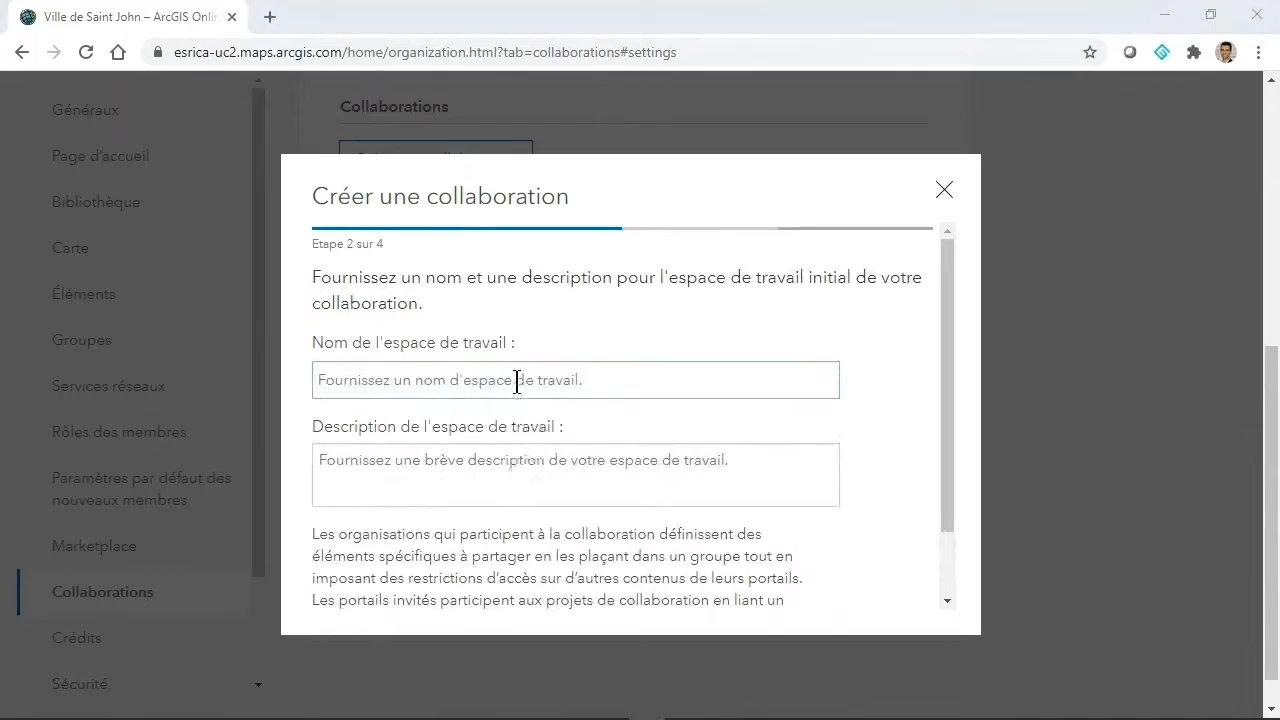 Ville de Saint John – ArcGIS Onlin
esrica-uc2.maps.arcgis.com/home/organization.html?tab=collaborations#settings
Généraux
Page d'accueil
Bibliothèque
Carte
Éléments
Groupes
Services réseaux
Rôles des membres
Paramètres par défaut des
nouveaux membres
Marketplace
Collaborations
Crédits
Sécurité
Collaborations
Créer une collaboration
Etape 2 sur 4
Fournissez un nom et une description pour l'espace de travail initial de votre
collaboration.
Nom de l'espace de travail :
Fournissez un nom d'espace de travail.
Description de l'espace de travail :
Fournissez une brève description de votre espace de travail.
Les organisations qui participent à la collaboration définissent des
éléments spécifiques à partager en les plaçant dans un groupe tout en
imposant des restrictions d'accès sur d'autres contenus de leurs portails.
Les portails invités participent aux projets de collaboration en liant un